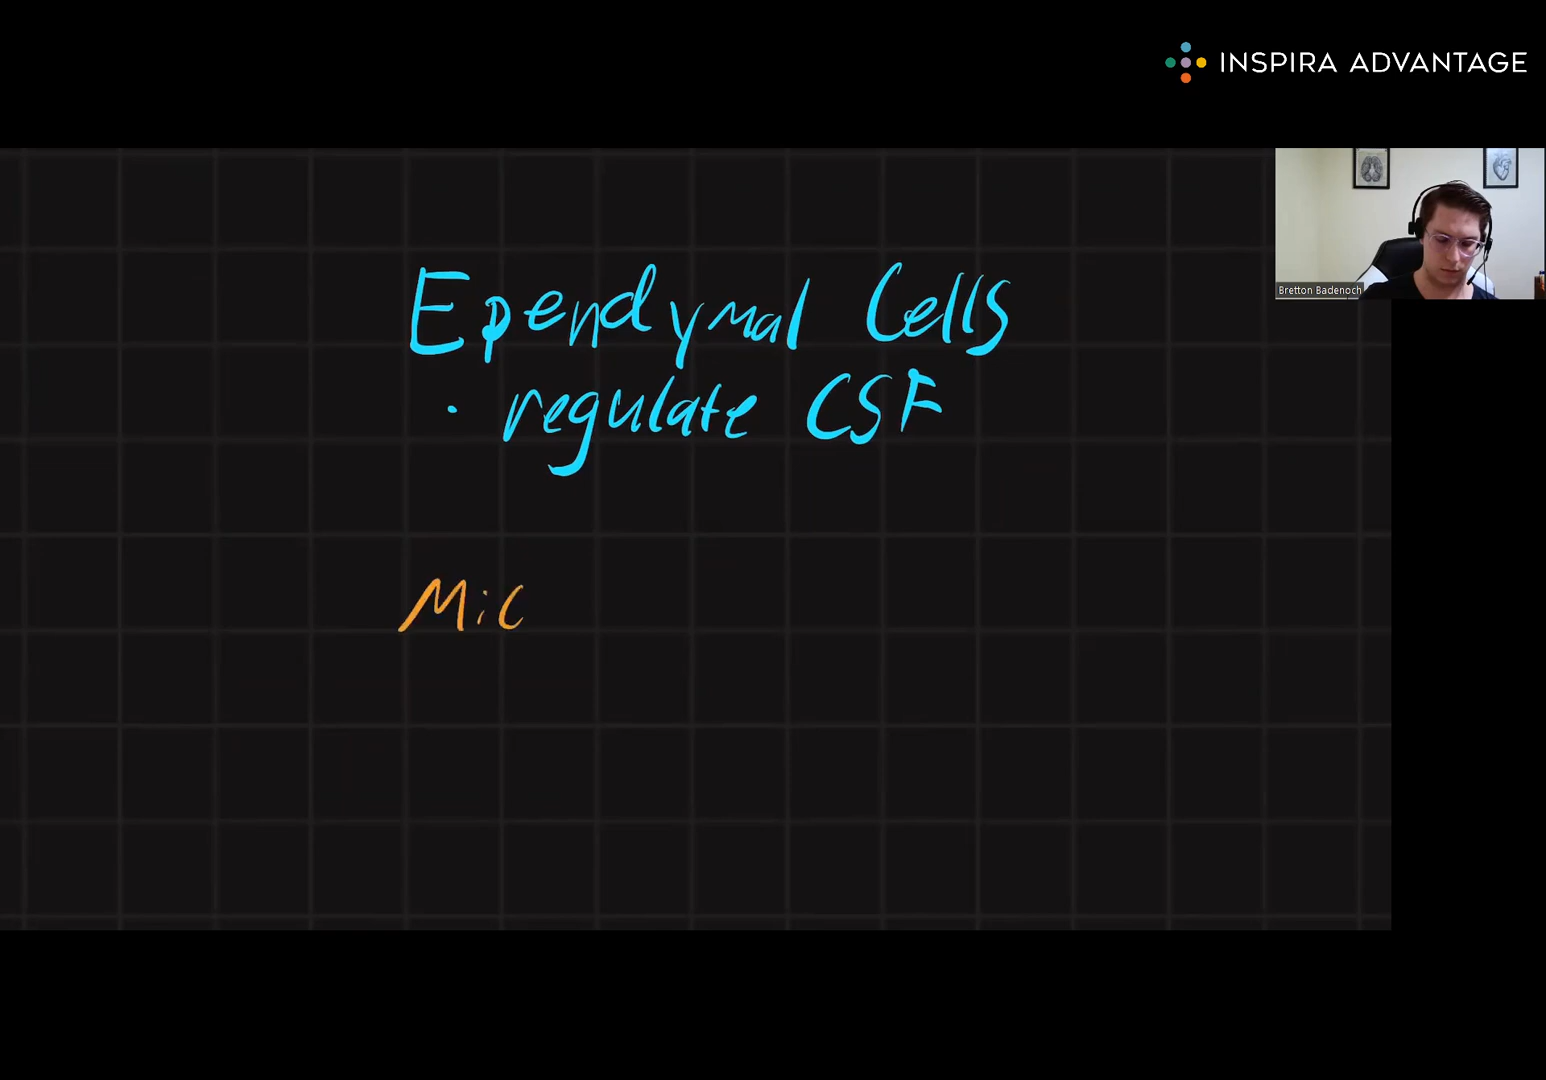 INSPIRA ADVANTAGE
Bretton Badenoch
Ependymal Cells
· regulate CSF
Mic